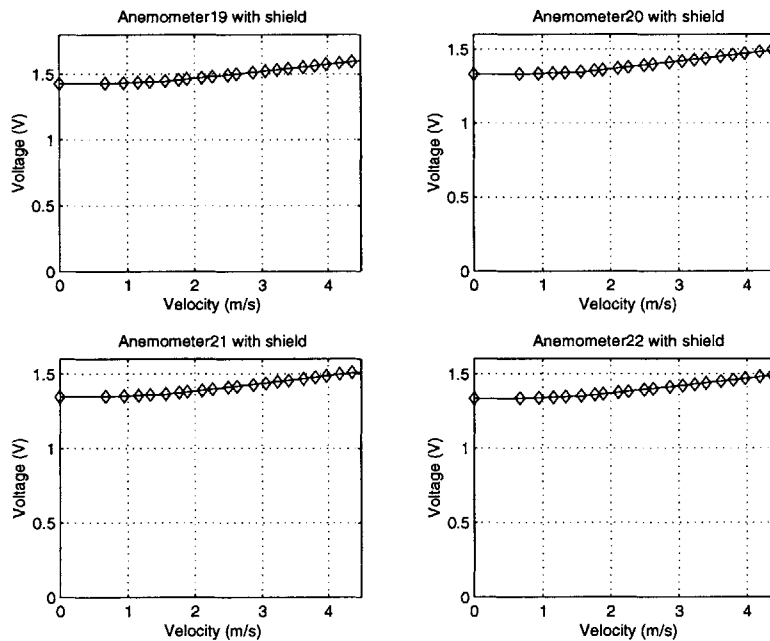 Anemometer19 with shield
1.5
1
0.5
0
Voltage (V)
0 1 2 3 4
Velocity (m/s)
Anemometer20 with shield
1.5
1
0.5
0
Voltage (V)
0 1 2 3 4
Velocity (m/s)
Anemometer21 with shield
1.5
1
0.5
0
Voltage (V)
0 1 2 3 4
Velocity (m/s)
Anemometer22 with shield
1.5
1
0.5
0
Voltage (V)
0 1 2 3 4
Velocity (m/s)